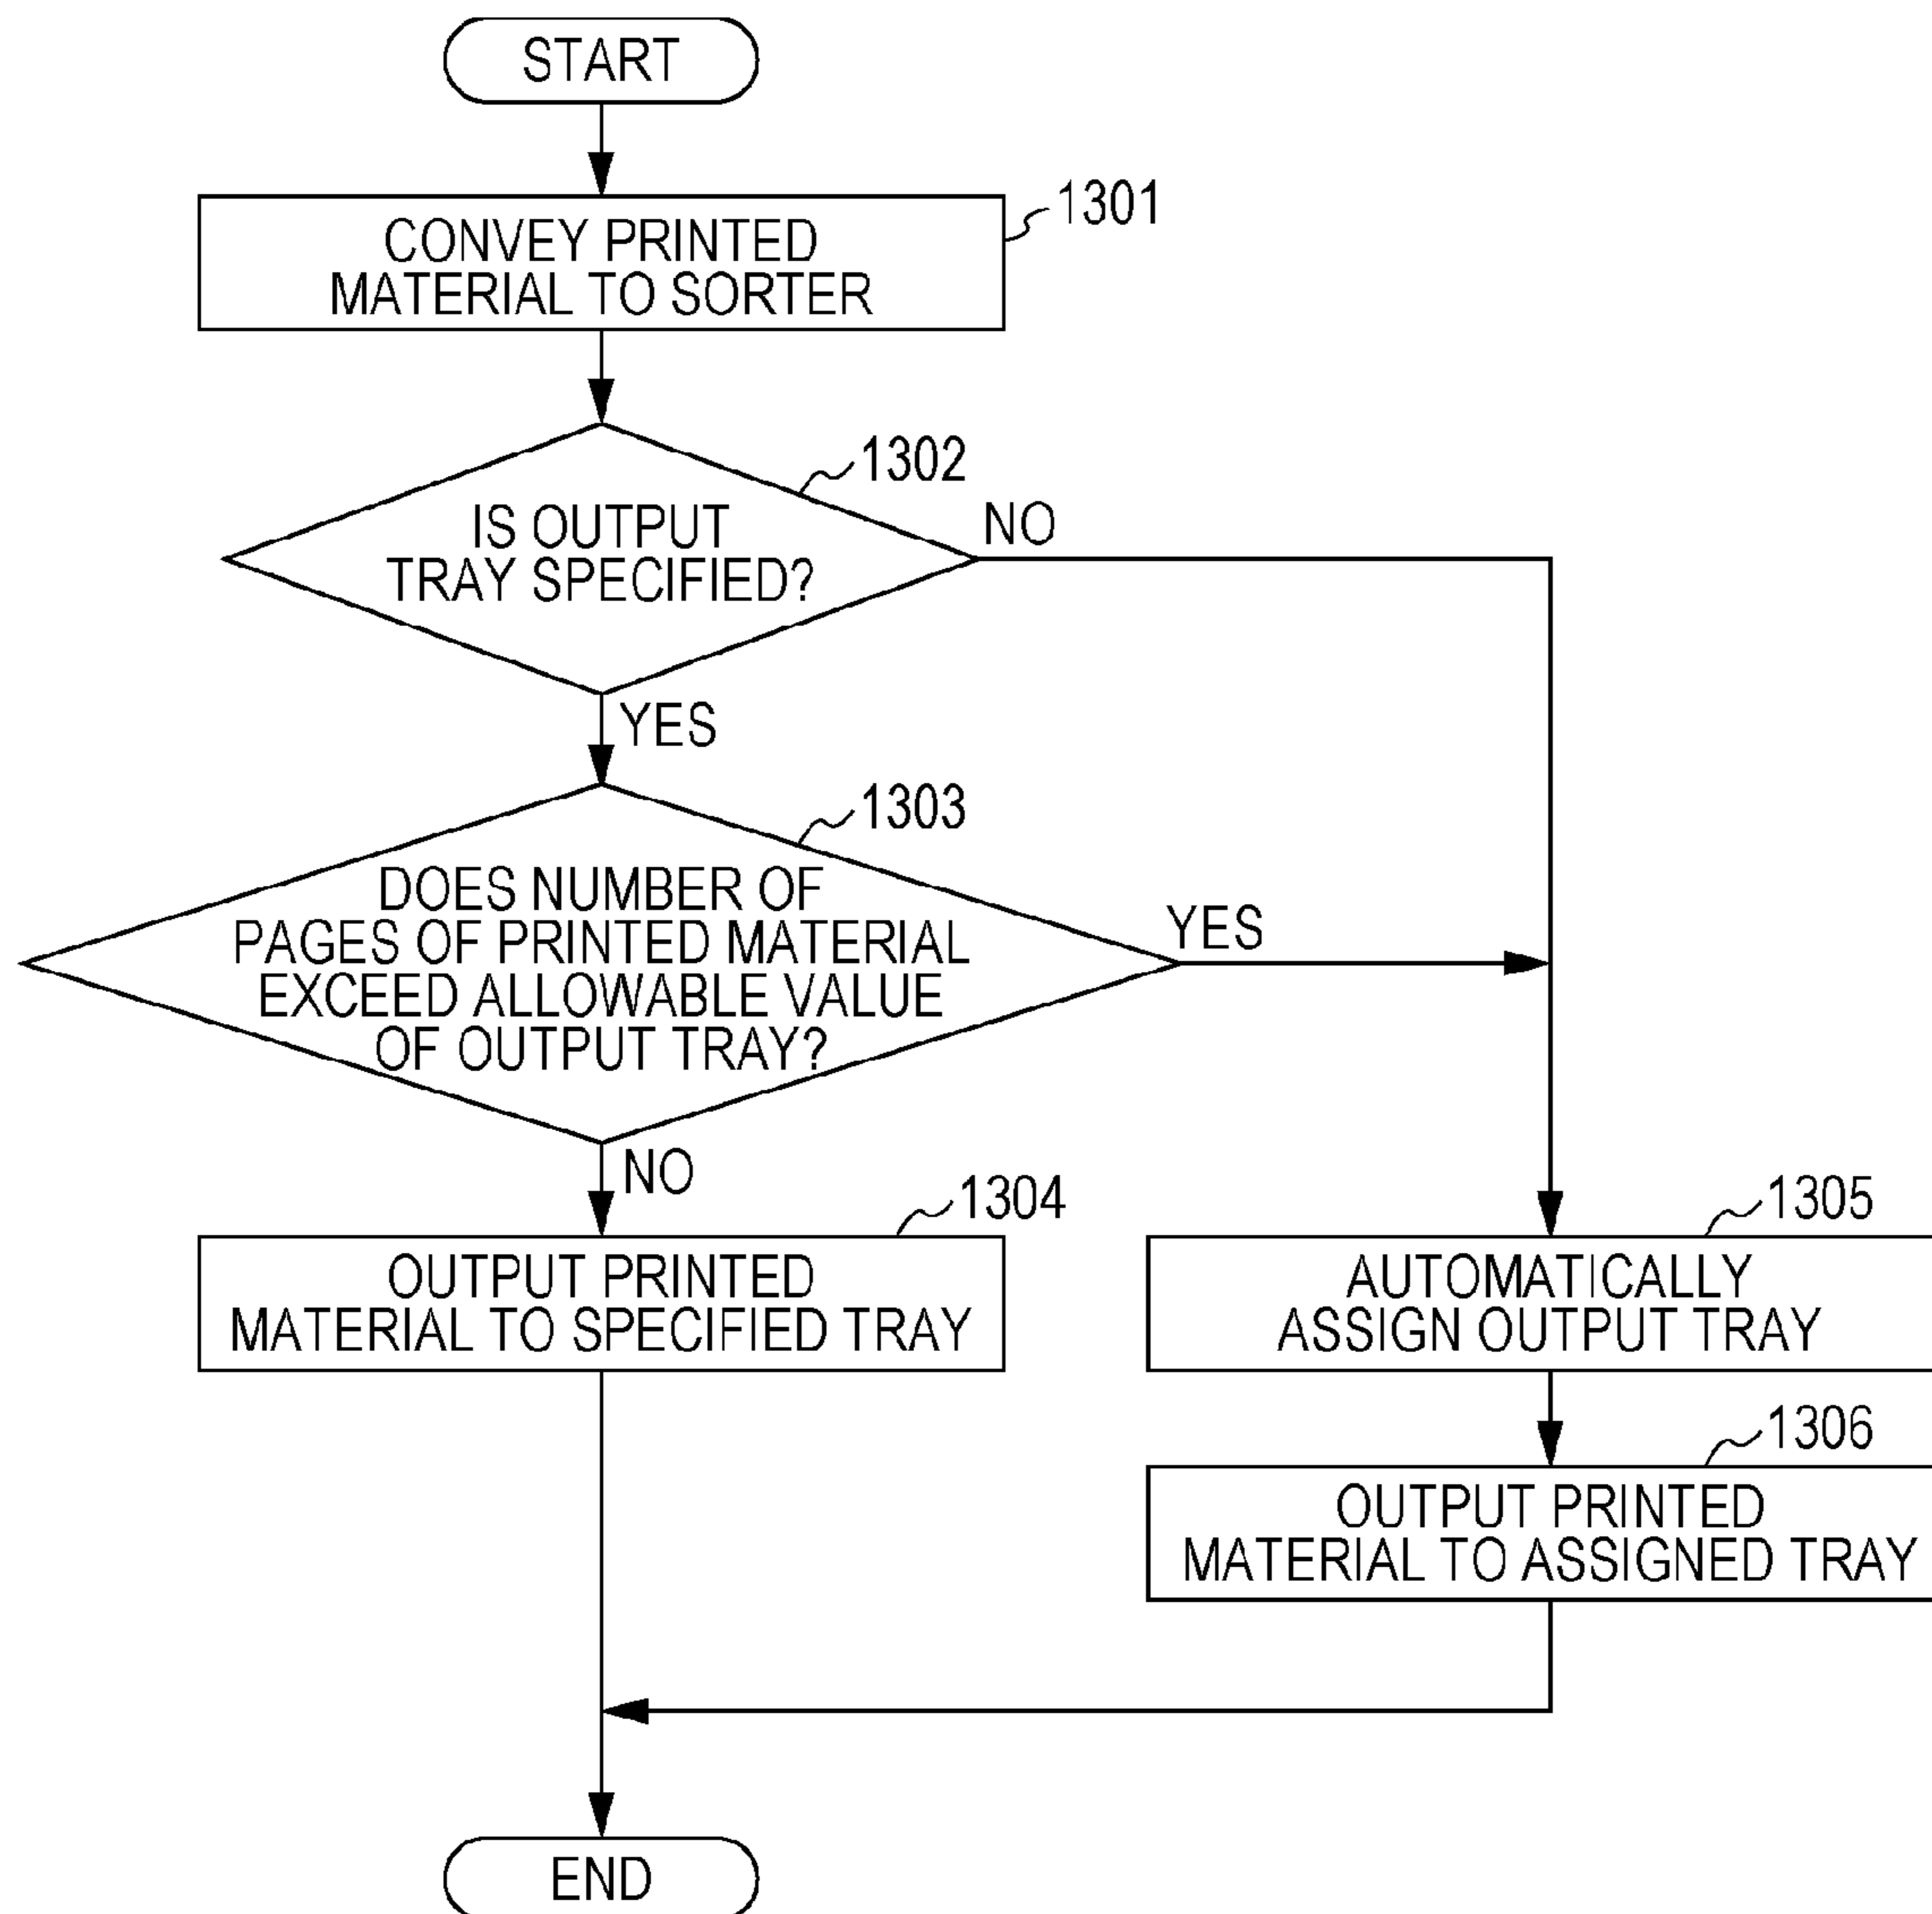 START
1301
CONVEY PRINTED
MATERIAL TO SORTER
1302
IS OUTPUT
TRAY SPECIFIED?
NO
YES
1303
DOES NUMBER OF
PAGES OF PRINTED MATERIAL
EXCEED ALLOWABLE VALUE
OF OUTPUT TRAY?
YES
NO
1304
OUTPUT PRINTED
MATERIAL TO SPECIFIED TRAY
1305
AUTOMATICALLY
ASSIGN OUTPUT TRAY
1306
OUTPUT PRINTED
MATERIAL TO ASSIGNED TRAY
END